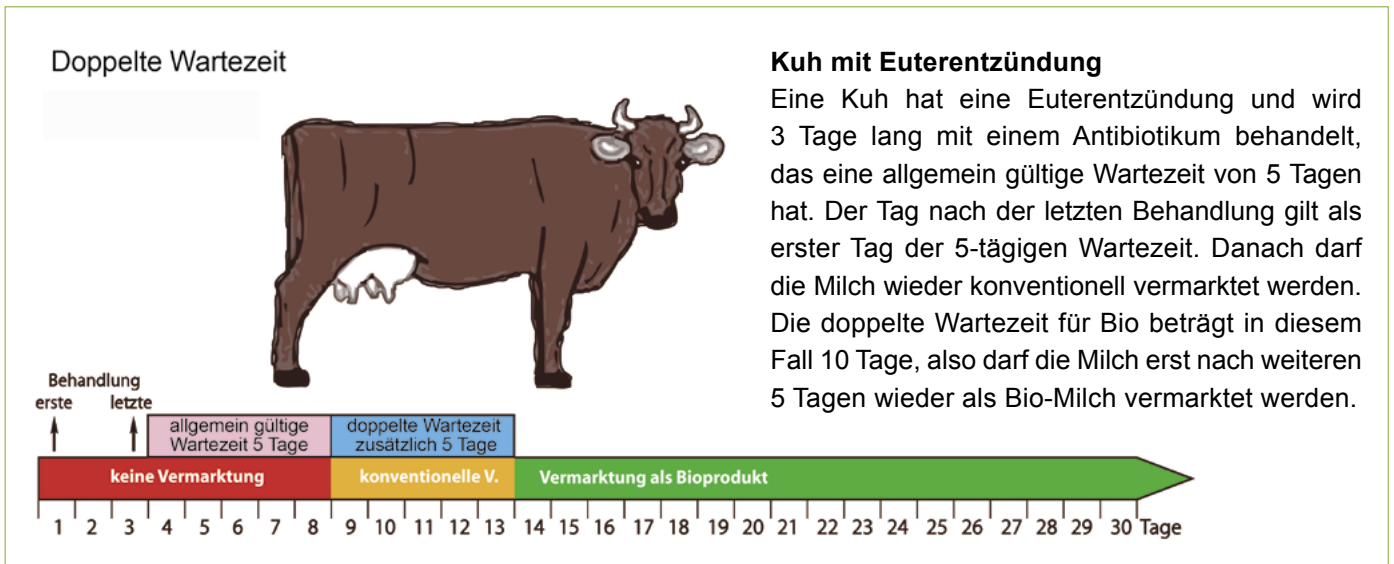 Doppelte Wartezeit
Kuh mit Euterentzündung
Eine Kuh hat eine Euterentzündung und wird
3 Tage lang mit einem Antibiotikum behandelt,
das eine allgemein gültige Wartezeit von 5 Tagen
hat. Der Tag nach der letzten Behandlung gilt als
erster Tag der 5-tägigen Wartezeit. Danach darf
die Milch wieder konventionell vermarktet werden.
Die doppelte Wartezeit für Bio beträgt in diesem
Fall 10 Tage, also darf die Milch erst nach weiteren
5 Tagen wieder als Bio-Milch vermarktet werden.
Behandlung
erste letzte
allgemein gültige
Wartezeit 5 Tage
doppelte Wartezeit
zusätzlich 5 Tage
keine Vermarktung konventionelle V. Vermarktung als Bioprodukt
1 2 3 4 5 6 7 8 9 10 11 12 13 14 15 16 17 18 19 20 21 22 23 24 25 26 27 28 29 30 Tage